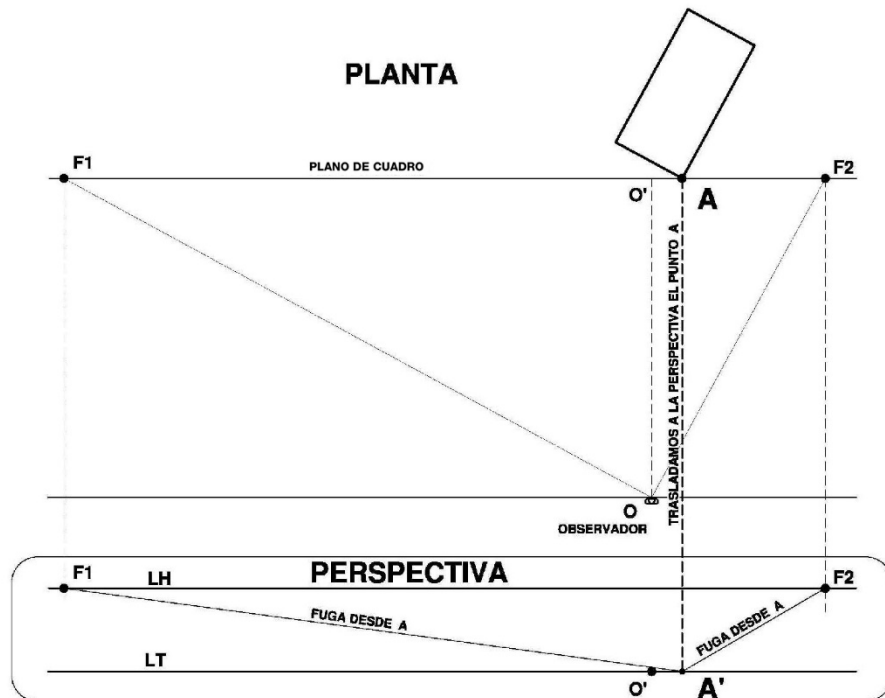 PLANTA
F1
PLANO DE CUADRO
F2
O'
A
TRASLADAMOS A LA PERSPECTIVA EL PUNTO A
O
OBSERVADOR
F1
LH
PERSPECTIVA
F2
FUGA DESDE A
FUGA DESDE A
LT
O'
A'